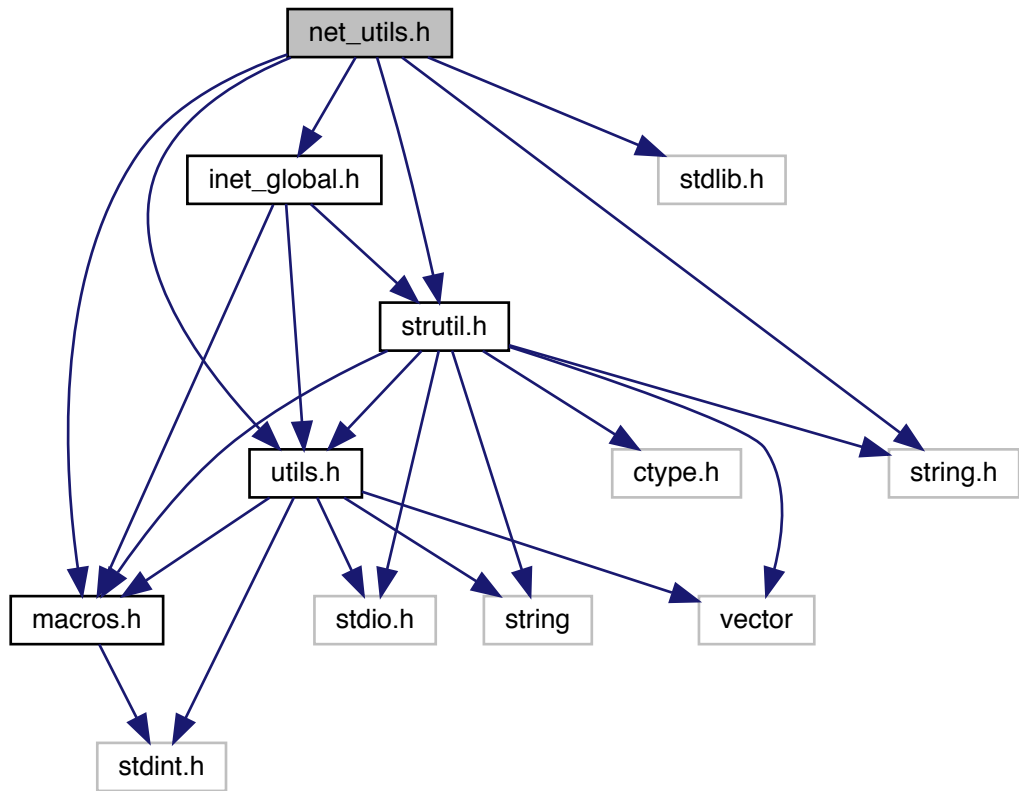 net_utils.h
inet_global.h
stdlib.h
strutil.h
utils.h
ctype.h
string.h
macros.h
stdio.h
string
vector
stdint.h